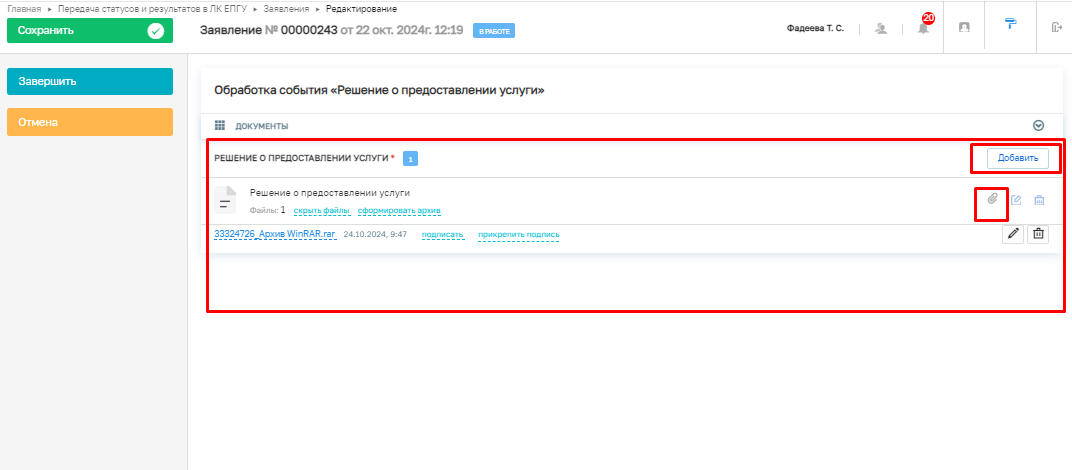 Главная ▸ Передача статусов и результатов в ЛК ЕПГУ ▸ Заявления ▸ Редактирование
Сохранить
Заявление № 00000243 от 22 окт. 2024г. 12:19 В РАБОТЕ
Фадеева Т. С.
20
Завершить
Отмена
Обработка события «Решение о предоставлении услуги»
ДОКУМЕНТЫ
РЕШЕНИЕ О ПРЕДОСТАВЛЕНИИ УСЛУГИ * 1
Добавить
Решение о предоставлении услуги
Файлы: 1 скрыть файлы сформировать архив
33324726_Архив WinRAR.rar 24.10.2024, 9:47 подписать прикрепить подпись